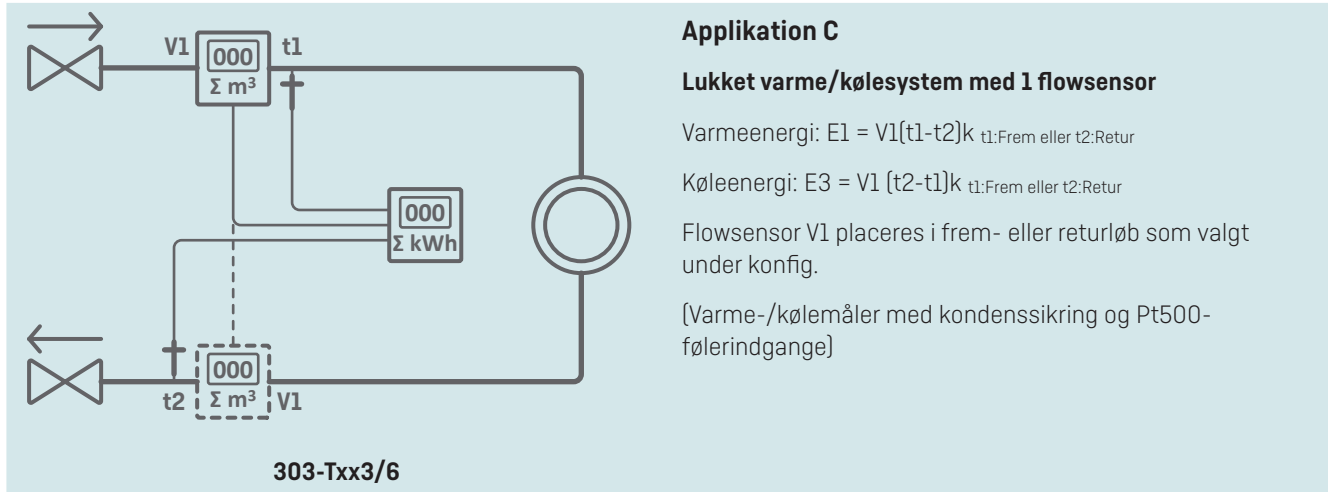 V1
000
Σ m³
t1
000
Σ kWh
000
Σ m³
t2
V1
303-Txx3/6
Applikation C
Lukket varme/kølesystem med 1 flowsensor
Varmeenergi: E1 = V1(t1-t2)k t1:Frem eller t2:Retur
Køleenergi: E3 = V1 (t2-t1)k t1:Frem eller t2:Retur
Flowsensor V1 placeres i frem- eller returløb som valgt
under konfig.
(Varme-/kølemåler med kondenssikring og Pt500-
følerindgange)